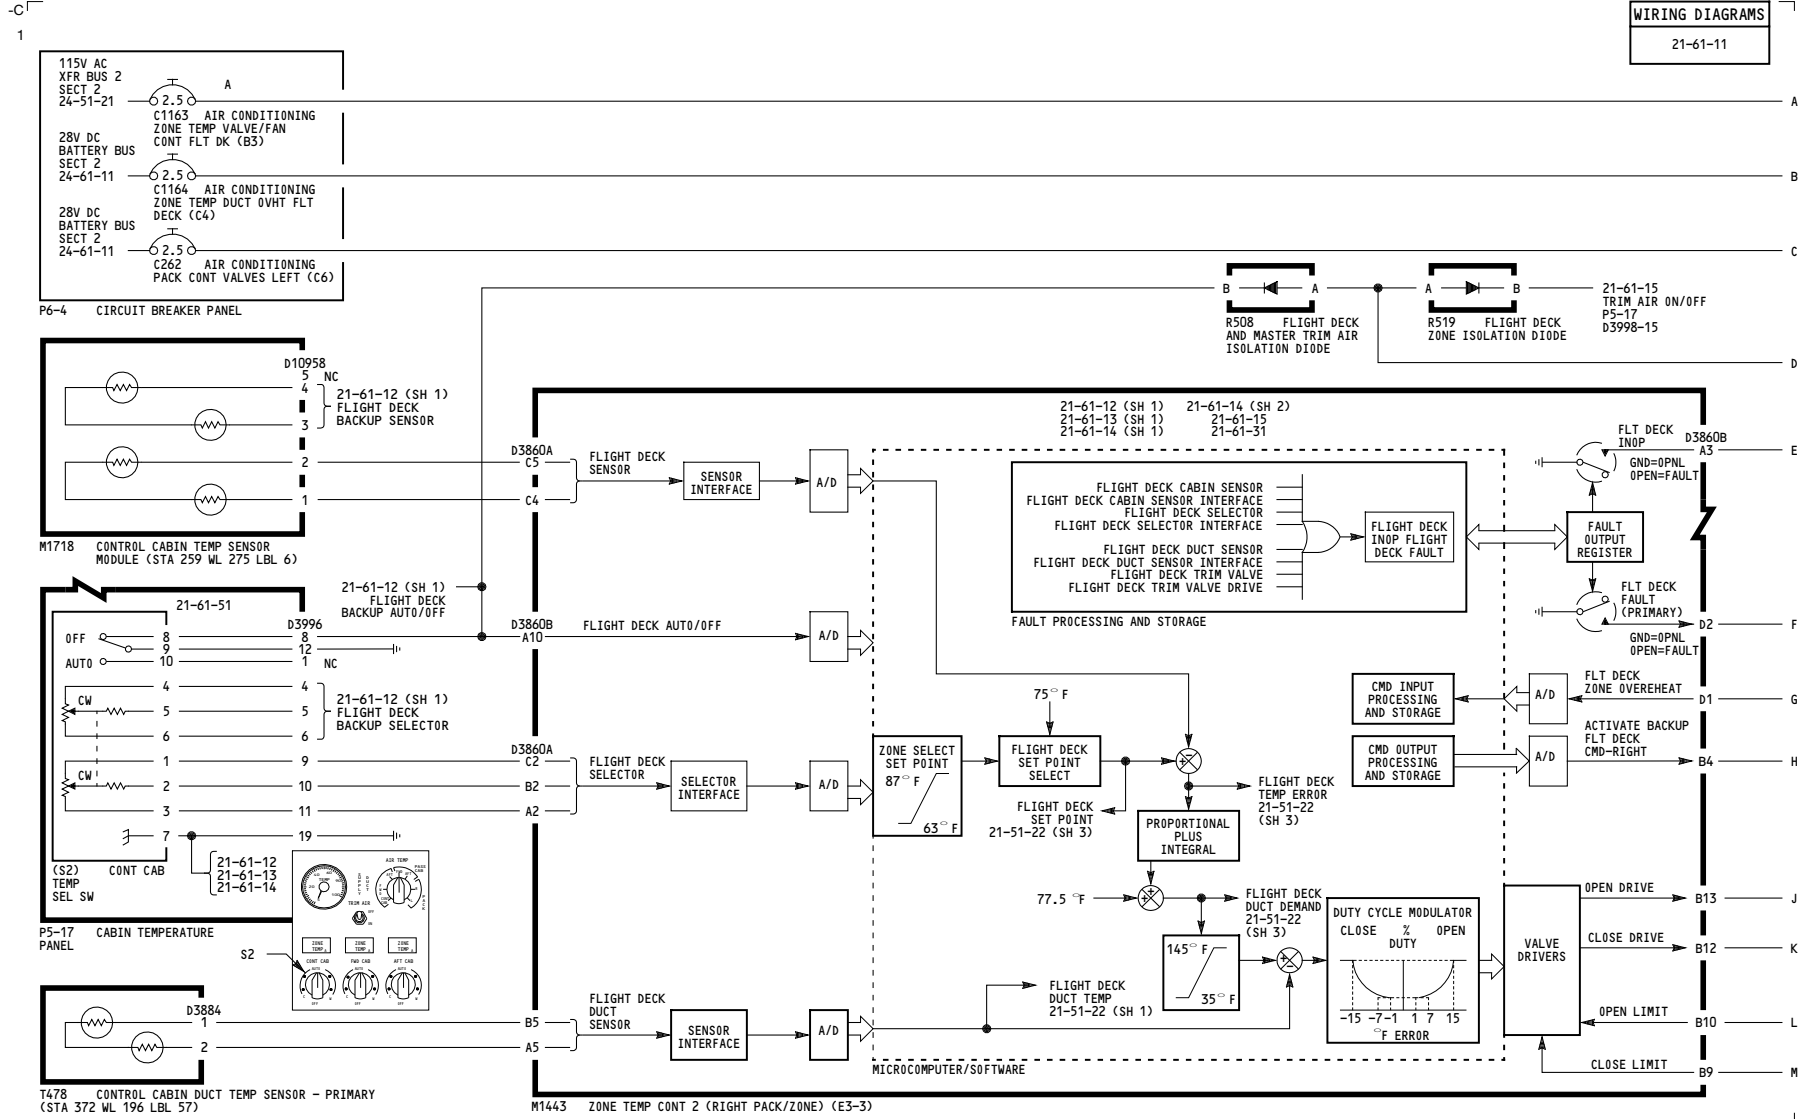 -C
1
WIRING DIAGRAMS
21-61-11
115V AC
XFR BUS 2
SECT 2
24-51-21
2.5
A
C1163 AIR CONDITIONING
ZONE TEMP VALVE/FAN
CONT FLT DK (B3)
A
28V DC
BATTERY BUS
SECT 2
24-61-11
2.5
C1164 AIR CONDITIONING
ZONE TEMP DUCT OVHT FLT
DECK (C4)
B
28V DC
BATTERY BUS
SECT 2
24-61-11
2.5
C262 AIR CONDITIONING
PACK CONT VALVES LEFT (C6)
C
P6-4 CIRCUIT BREAKER PANEL
B A
R508 FLIGHT DECK
AND MASTER TRIM AIR
ISOLATION DIODE
A B
R519 FLIGHT DECK
ZONE ISOLATION DIODE
21-61-15
TRIM AIR ON/OFF
P5-17
D3998-15
D
D10958
5 NC
4
3
2
1
21-61-12 (SH 1)
FLIGHT DECK
BACKUP SENSOR
M1718 CONTROL CABIN TEMP SENSOR
MODULE (STA 259 WL 275 LBL 6)
21-61-12 (SH 1)
FLIGHT DECK
BACKUP AUTO/OFF
21-61-51
D3996
OFF
AUTO
8 8
9 12
10 1 NC
CW
4 4
5 5
6 6
21-61-12 (SH 1)
FLIGHT DECK
BACKUP SELECTOR
CW
1 9
2 10
3 11
7 19
21-61-12
21-61-13
21-61-14
(S2) CONT CAB
TEMP
SEL SW
P5-17 CABIN TEMPERATURE
PANEL
S2
AIR TEMP
PASS
CAB
SUPPLY
DUCT
PACK
TEMP
TRIM AIR
OFF
ON
ZONE
TEMP
ZONE
TEMP
ZONE
TEMP
CONT CAB FWD CAB AFT CAB
AUTO AUTO AUTO
C W C W C W
OFF OFF OFF
D3884
1
2
T478 CONTROL CABIN DUCT TEMP SENSOR - PRIMARY
(STA 372 WL 196 LBL 57)
D3860A
C5
C4
FLIGHT DECK
SENSOR
SENSOR
INTERFACE
A/D
D3860B
A10
FLIGHT DECK AUTO/OFF
A/D
D3860A
C2
B2
A2
FLIGHT DECK
SELECTOR
SELECTOR
INTERFACE
A/D
B5
A5
FLIGHT DECK
DUCT
SENSOR
SENSOR
INTERFACE
A/D
M1443 ZONE TEMP CONT 2 (RIGHT PACK/ZONE) (E3-3)
21-61-12 (SH 1) 21-61-14 (SH 2)
21-61-13 (SH 1) 21-61-15
21-61-14 (SH 1) 21-61-31
FLIGHT DECK CABIN SENSOR
FLIGHT DECK CABIN SENSOR INTERFACE
FLIGHT DECK SELECTOR
FLIGHT DECK SELECTOR INTERFACE
FLIGHT DECK DUCT SENSOR
FLIGHT DECK DUCT SENSOR INTERFACE
FLIGHT DECK TRIM VALVE
FLIGHT DECK TRIM VALVE DRIVE
FLIGHT DECK
INOP FLIGHT
DECK FAULT
FAULT PROCESSING AND STORAGE
FAULT
OUTPUT
REGISTER
FLT DECK
INOP
D3860B
A3
E
GND=OPNL
OPEN=FAULT
FLT DECK
FAULT
(PRIMARY)
D2
F
GND=OPNL
OPEN=FAULT
CMD INPUT
PROCESSING
AND STORAGE
A/D
FLT DECK
ZONE OVEREHEAT
D1
G
CMD OUTPUT
PROCESSING
AND STORAGE
A/D
ACTIVATE BACKUP
FLT DECK
CMD-RIGHT
B4
H
ZONE SELECT
SET POINT
87° F
63° F
75° F
FLIGHT DECK
SET POINT
SELECT
FLIGHT DECK
SET POINT
21-51-22 (SH 3)
+ -
FLIGHT DECK
TEMP ERROR
21-51-22
(SH 3)
PROPORTIONAL
PLUS
INTEGRAL
77.5 °F
+ +
FLIGHT DECK
DUCT DEMAND
21-51-22
(SH 3)
145° F
35° F
+ -
FLIGHT DECK
DUCT TEMP
21-51-22 (SH 1)
DUTY CYCLE MODULATOR
CLOSE % OPEN
DUTY
-15 -7-1 1 7 15
°F ERROR
VALVE
DRIVERS
OPEN DRIVE
B13
J
CLOSE DRIVE
B12
K
OPEN LIMIT
B10
L
CLOSE LIMIT
B9
M
MICROCOMPUTER/SOFTWARE